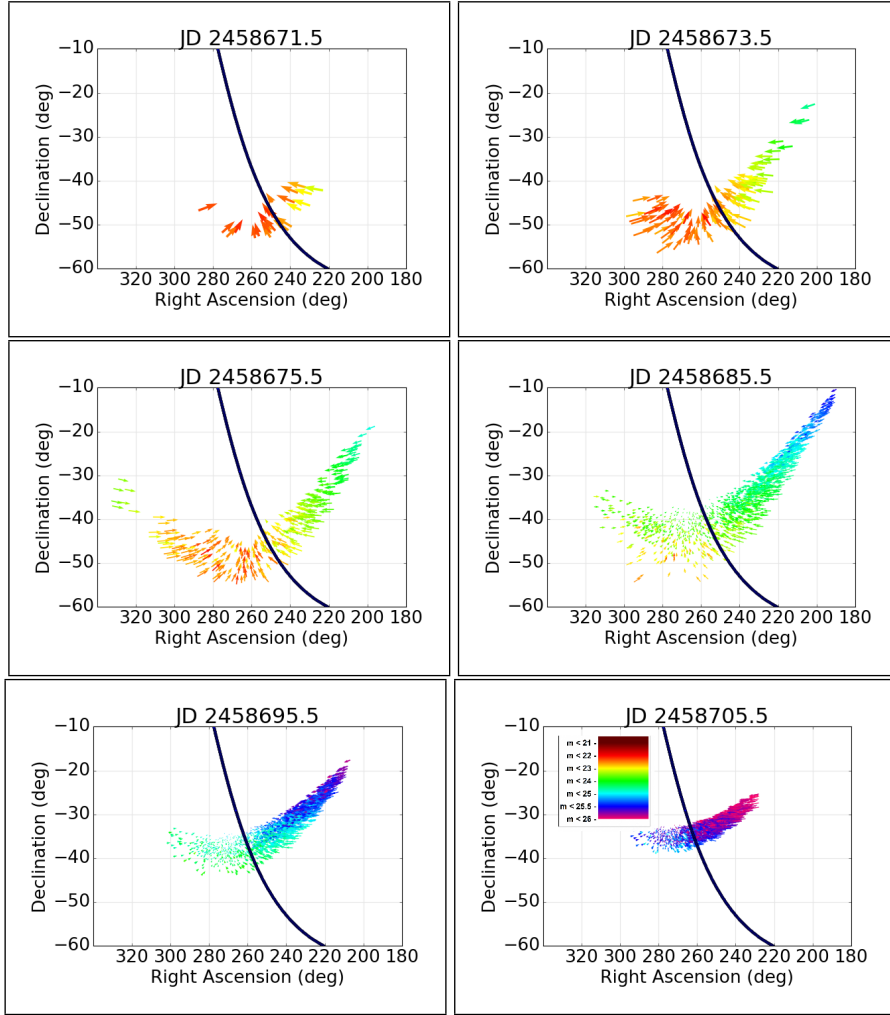 JD 2458671.5
−10
−20
−30
−40
−50
−60
Declination (deg)
320 300 280 260 240 220 200 180
Right Ascension (deg)
JD 2458673.5
−10
−20
−30
−40
−50
−60
Declination (deg)
320 300 280 260 240 220 200 180
Right Ascension (deg)
JD 2458675.5
−10
−20
−30
−40
−50
−60
Declination (deg)
320 300 280 260 240 220 200 180
Right Ascension (deg)
JD 2458685.5
−10
−20
−30
−40
−50
−60
Declination (deg)
320 300 280 260 240 220 200 180
Right Ascension (deg)
JD 2458695.5
−10
−20
−30
−40
−50
−60
Declination (deg)
320 300 280 260 240 220 200 180
Right Ascension (deg)
JD 2458705.5
−10
−20
−30
−40
−50
−60
Declination (deg)
m < 21 -
m < 22 -
m < 23 -
m < 24 -
m < 25 -
m < 25.5 -
m < 26 -
320 300 280 260 240 220 200 180
Right Ascension (deg)